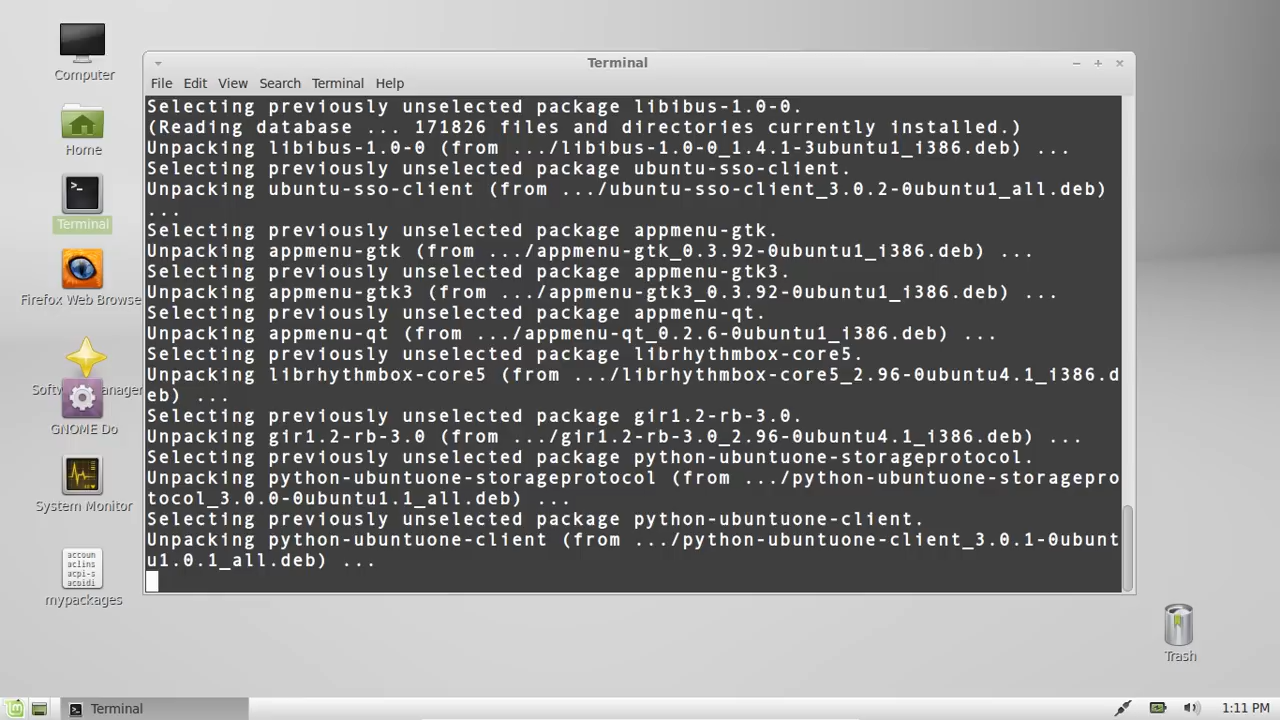 Computer
Home
Terminal
Firefox Web Browse
GNOME Do
System Monitor
accoun
aclins
acpi-s
acpidi
mypackages
Terminal
File Edit View Search Terminal Help
Selecting previously unselected package libibus-1.0-0.
(Reading database ... 171826 files and directories currently installed.)
Unpacking libibus-1.0-0 (from .../libibus-1.0-0_1.4.1-3ubuntu1_i386.deb) ...
Selecting previously unselected package ubuntu-sso-client.
Unpacking ubuntu-sso-client (from .../ubuntu-sso-client_3.0.2-0ubuntu1_all.deb)
...
Selecting previously unselected package appmenu-gtk.
Unpacking appmenu-gtk (from .../appmenu-gtk_0.3.92-0ubuntu1_i386.deb) ...
Selecting previously unselected package appmenu-gtk3.
Unpacking appmenu-gtk3 (from .../appmenu-gtk3_0.3.92-0ubuntu1_i386.deb) ...
Selecting previously unselected package appmenu-qt.
Unpacking appmenu-qt (from .../appmenu-qt_0.2.6-0ubuntu1_i386.deb) ...
Selecting previously unselected package librhythmbox-core5.
Unpacking librhythmbox-core5 (from .../librhythmbox-core5_2.96-0ubuntu4.1_i386.d
eb) ...
Selecting previously unselected package gir1.2-rb-3.0.
Unpacking gir1.2-rb-3.0 (from .../gir1.2-rb-3.0_2.96-0ubuntu4.1_i386.deb) ...
Selecting previously unselected package python-ubuntuone-storageprotocol.
Unpacking python-ubuntuone-storageprotocol (from .../python-ubuntuone-storagepro
tocol_3.0.0-0ubuntu1.1_all.deb) ...
Selecting previously unselected package python-ubuntuone-client.
Unpacking python-ubuntuone-client (from .../python-ubuntuone-client_3.0.1-0ubunt
u1.0.1_all.deb) ...
Trash
Terminal
1:11 PM